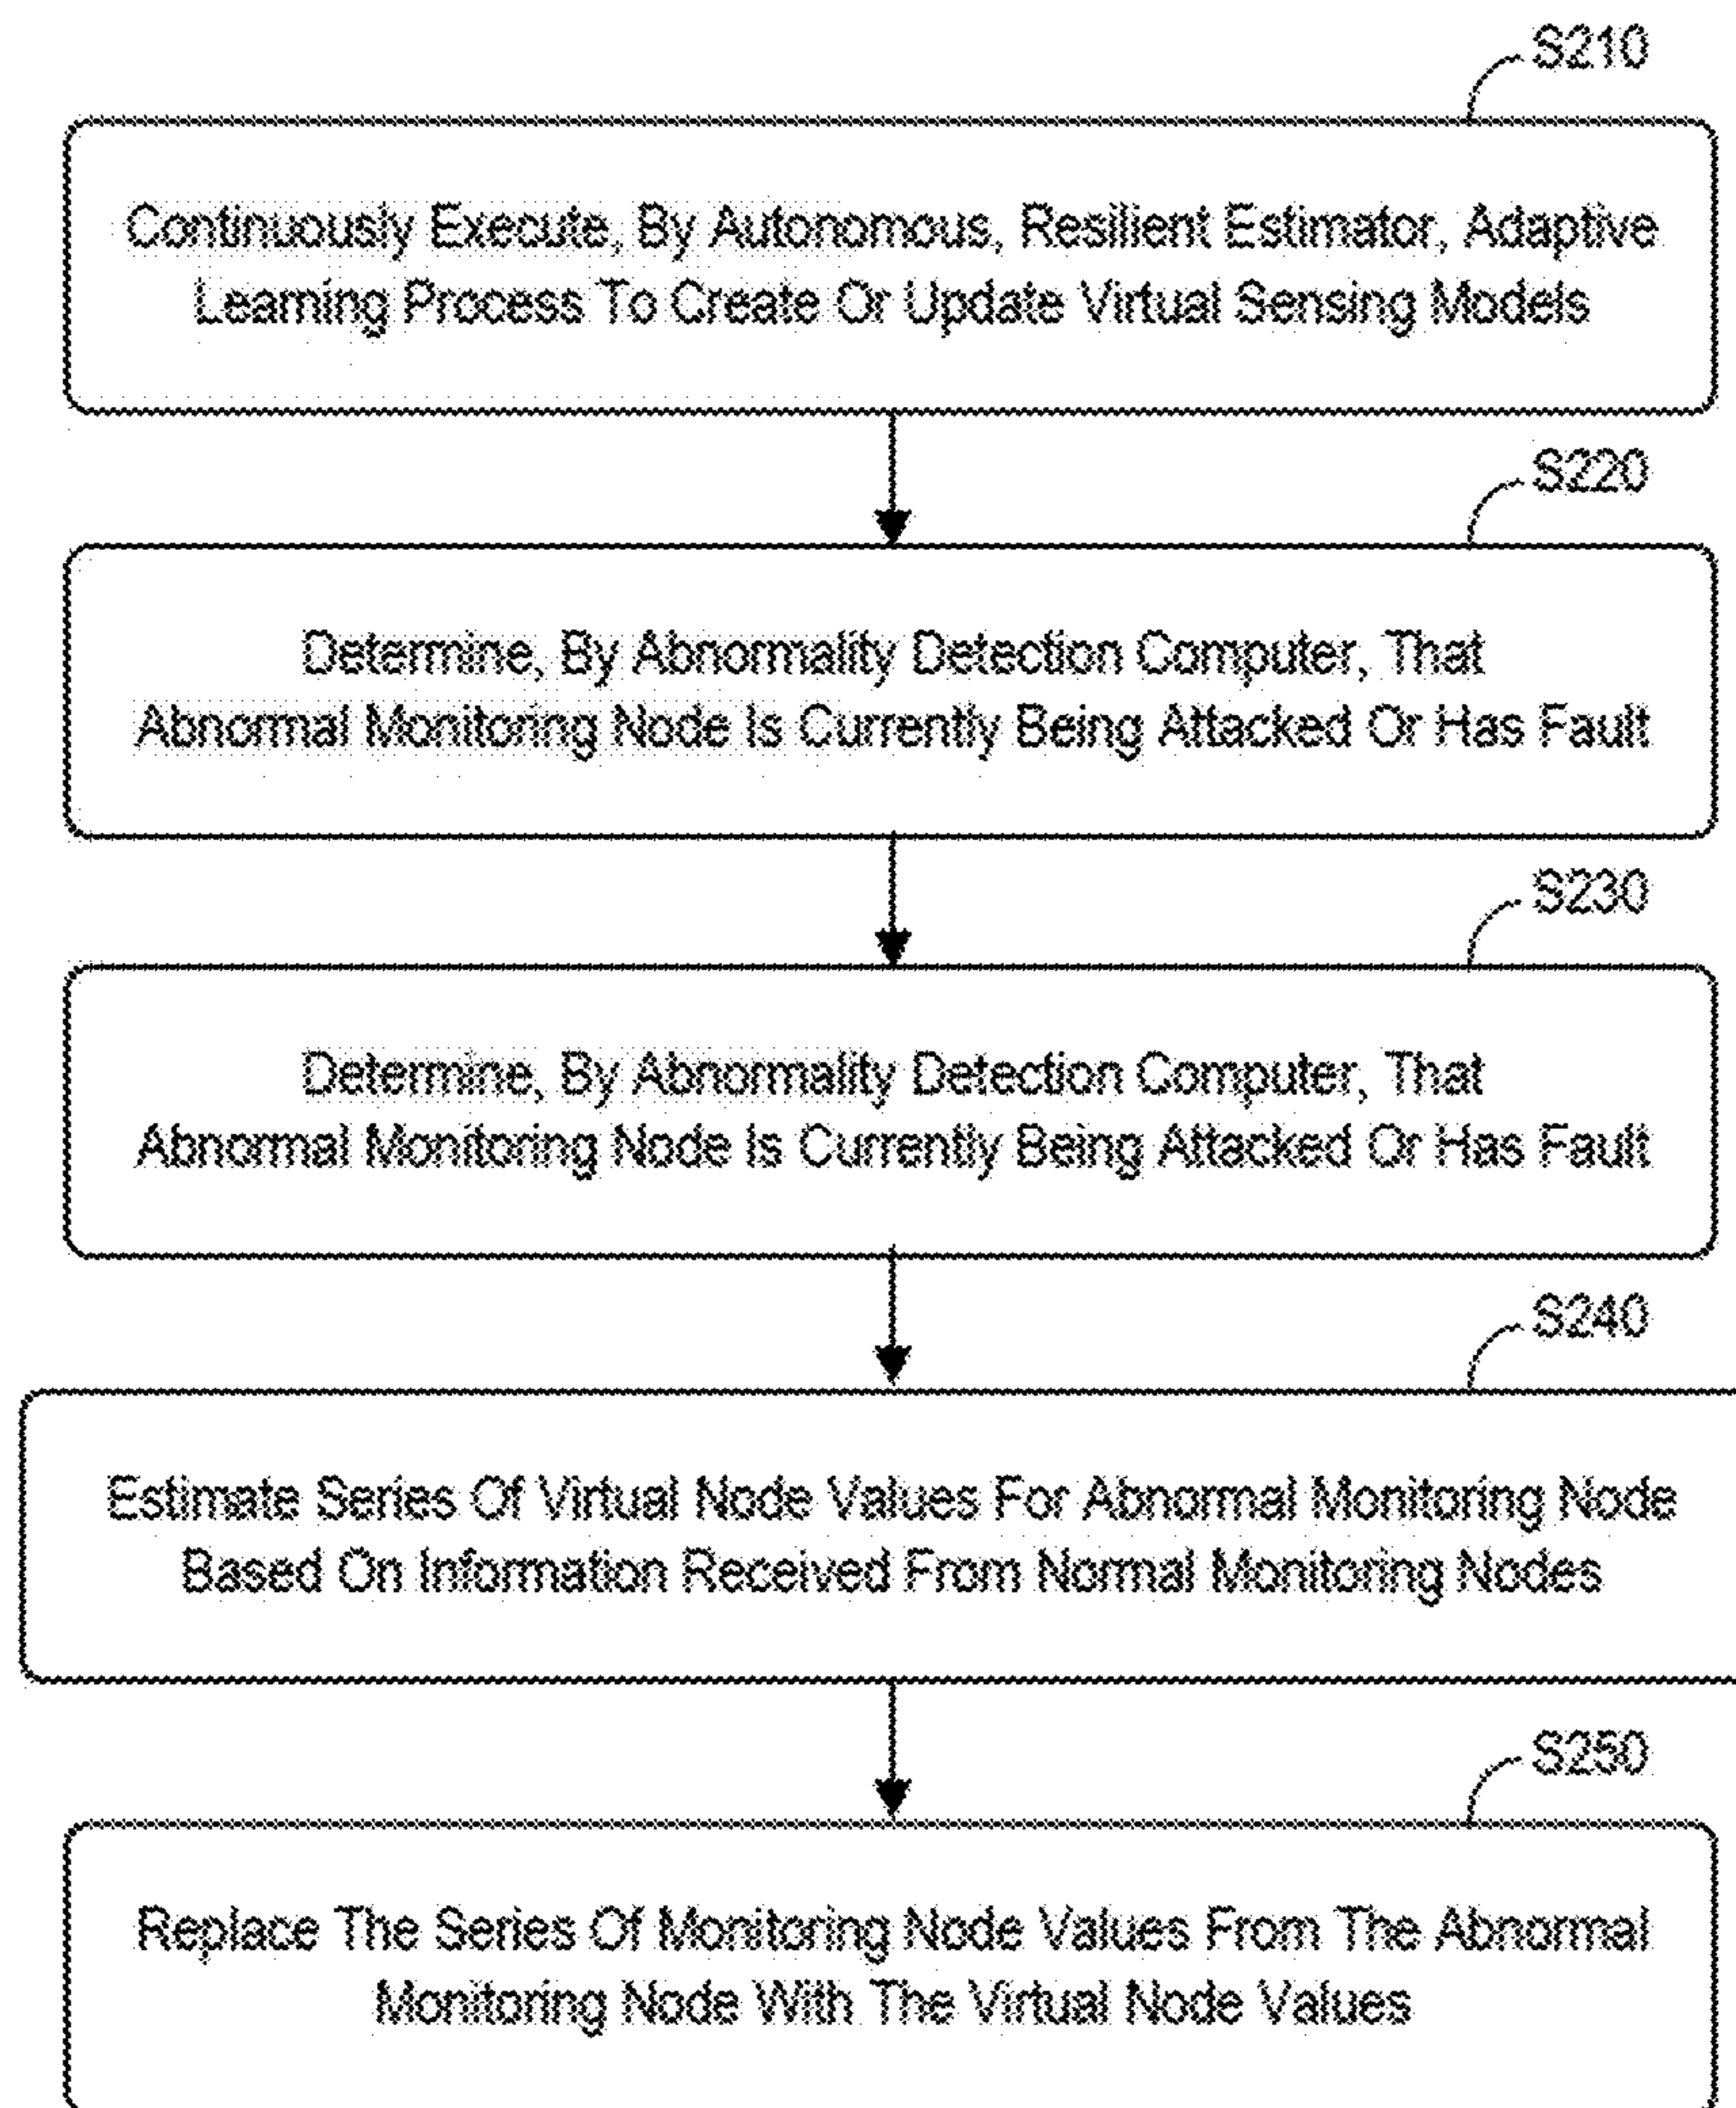 S210
Continuously Execute, By Autonomous, Resilient Estimator, Adaptive
Learning Process To Create Or Update Virtual Sensing Models
S220
Determine, By Abnormality Detection Computer, That
Abnormal Monitoring Node Is Currently Being Attacked Or Has Fault
S230
Determine, By Abnormality Detection Computer, That
Abnormal Monitoring Node Is Currently Being Attacked Or Has Fault
S240
Estimate Series Of Virtual Node Values For Abnormal Monitoring Node
Based On Information Received From Normal Monitoring Nodes
S250
Replace The Series Of Monitoring Node Values From The Abnormal
Monitoring Node With The Virtual Node Values